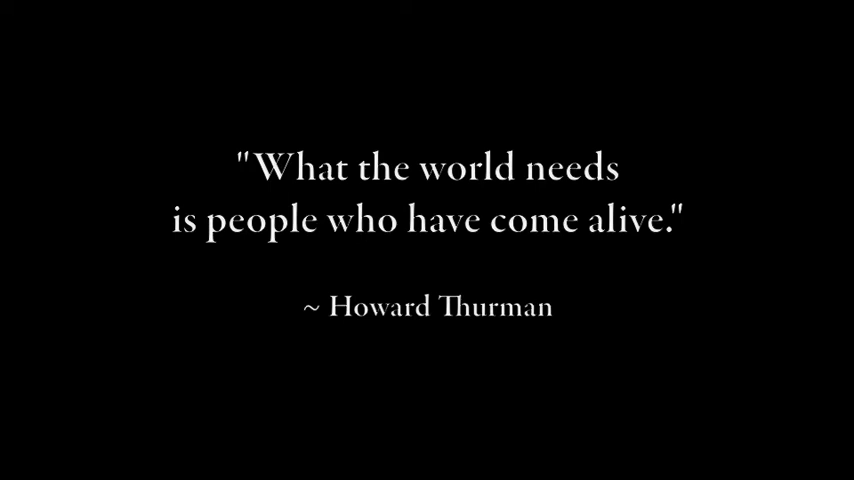 "What the world needs
is people who have come alive."
~ Howard Thurman